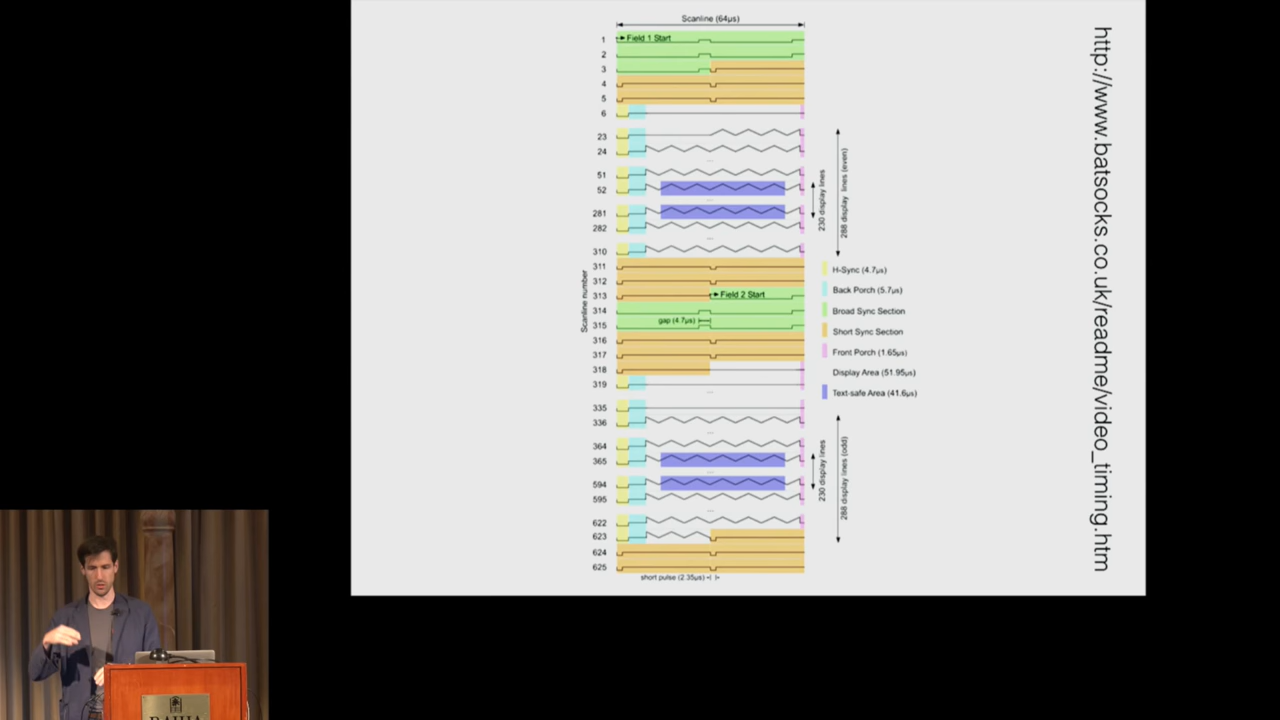 Scanline (64µs)
1
Field 1 Start
2
3
4
5
6
23
24
...
51
52
...
281
282
...
310
311
312
313
Field 2 Start
314
315
gap (4.7µs)
316
317
318
319
...
335
336
...
364
365
...
594
595
...
622
623
624
625
short pulse (2.35µs)
Scanline number
230 display lines
288 display lines (even)
H-Sync (4.7µs)
Back Porch (5.7µs)
Broad Sync Section
Short Sync Section
Front Porch (1.65µs)
Display Area (51.95µs)
Text-safe Area (41.6µs)
230 display lines
288 display lines (odd)
http://www.batsocks.co.uk/readme/video_timing.htm
BAHIA